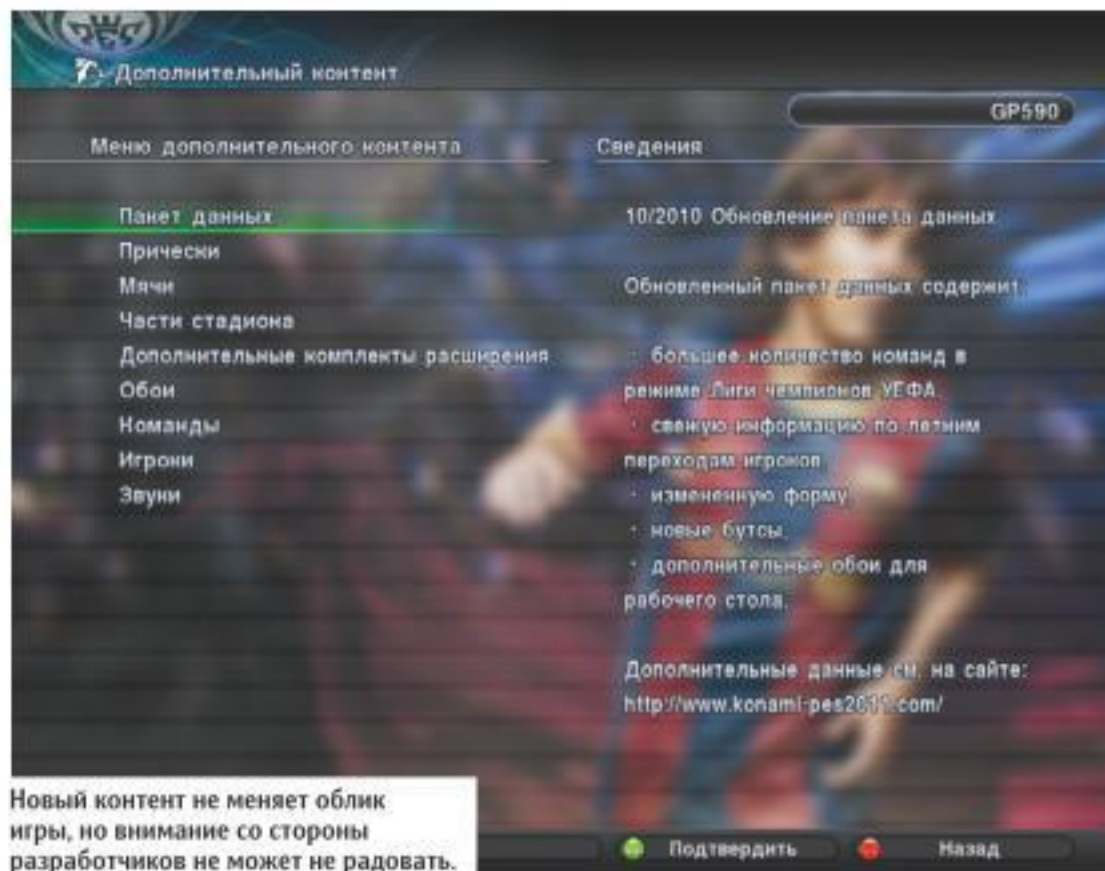 PES
Дополнительный контент
GP590
Меню дополнительного контента
Сведения
Пакет данных
Прически
Мячи
Части стадиона
Дополнительные комплекты расширения
Обои
Команды
Игроки
Звуки
10/2010 Обновление пакета данных
Обновленный пакет данных содержит:
· большее количество команд в
режиме Лиги чемпионов УЕФА,
· свежую информацию по летним
переходам игроков,
· измененную форму,
· новые бутсы,
· дополнительные обои для
рабочего стола.
Дополнительные данные см. на сайте:
http://www.konami-pes2011.com/
Новый контент не меняет облик
игры, но внимание со стороны
разработчиков не может не радовать.
Подтвердить
Назад